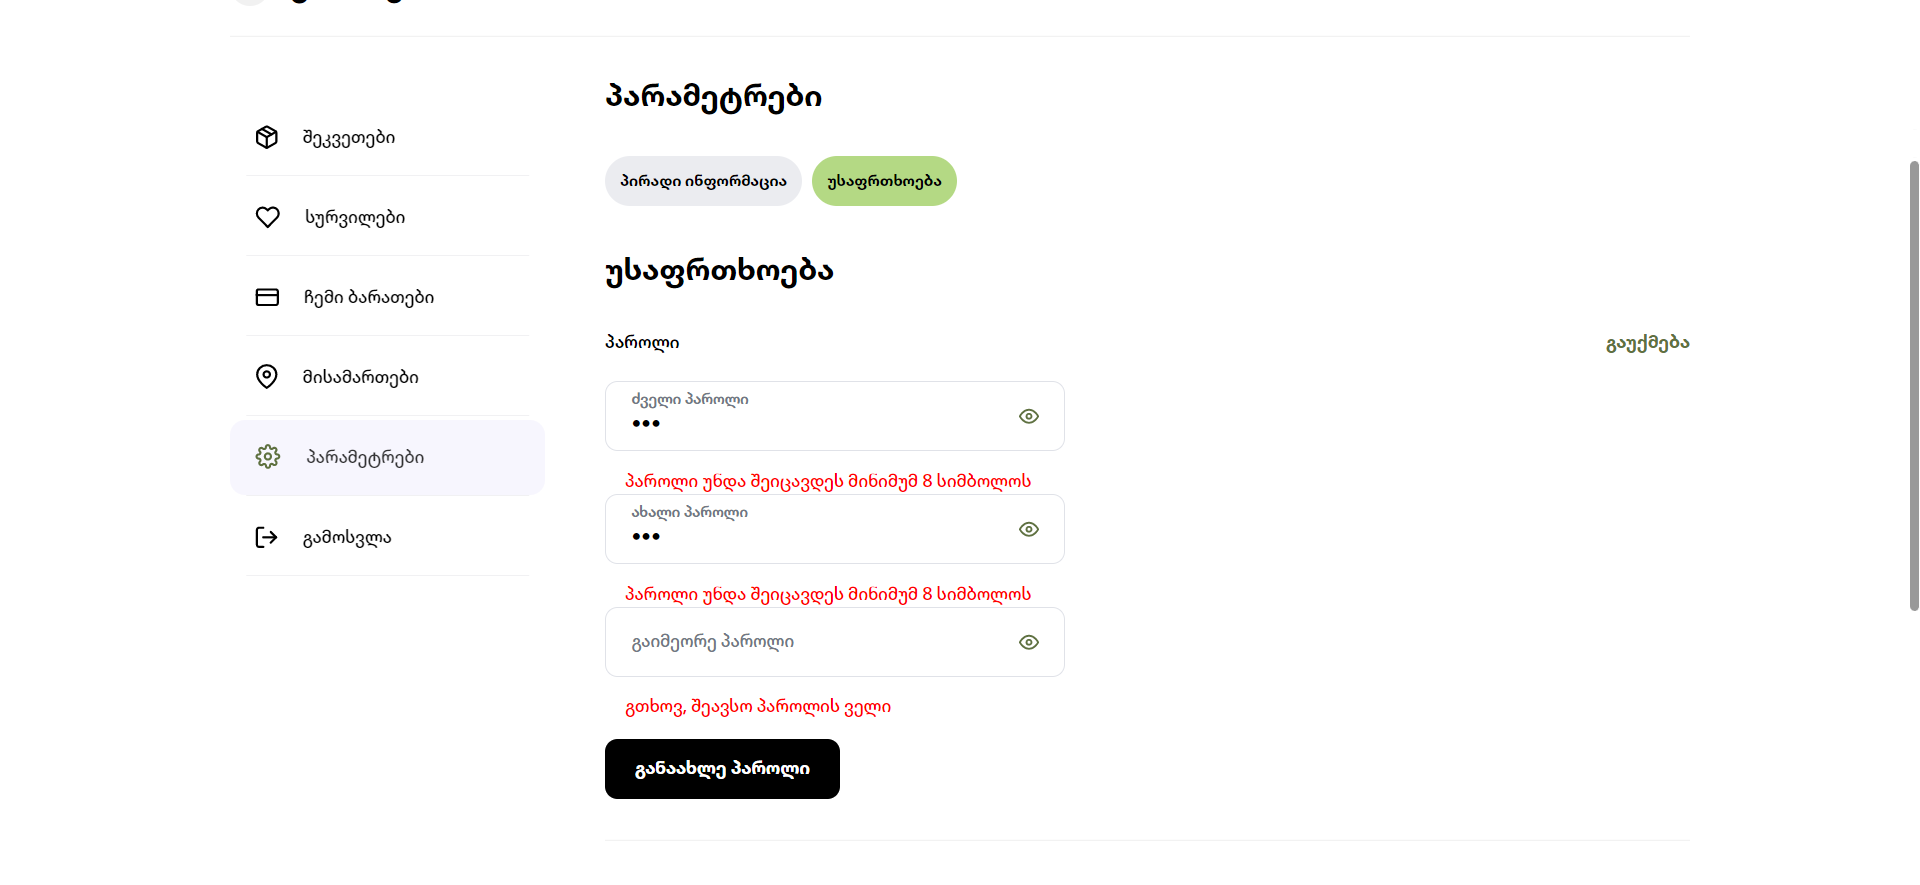 პარამეტრები
შეკვეთები
პირადი ინფორმაცია
უსაფრთხოება
სურვილები
უსაფრთხოება
ჩემი ბარათები
პაროლი
გაუქმება
მისამართები
ძველი პაროლი
•••
პარამეტრები
პაროლი უნდა შეიცავდეს მინიმუმ 8 სიმბოლოს
ახალი პაროლი
•••
გამოსვლა
პაროლი უნდა შეიცავდეს მინიმუმ 8 სიმბოლოს
გაიმეორე პაროლი
გთხოვ, შეავსო პაროლის ველი
განაახლე პაროლი